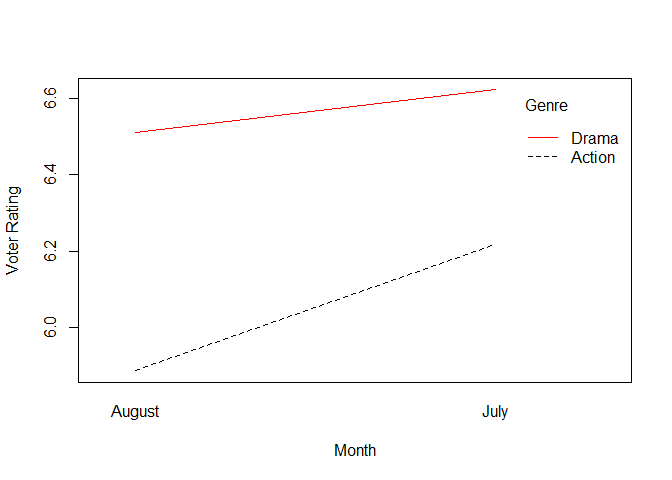 Genre
Drama
Action
Voter Rating
6.6
6.4
6.2
6.0
August
July
Month